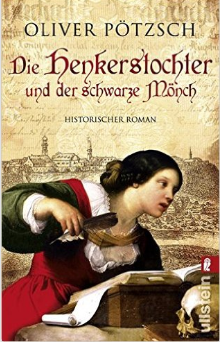 OLIVER PÖTZSCH
Die Henkerstochter
und der schwarze Mönch
HISTORISCHER ROMAN
ullstein